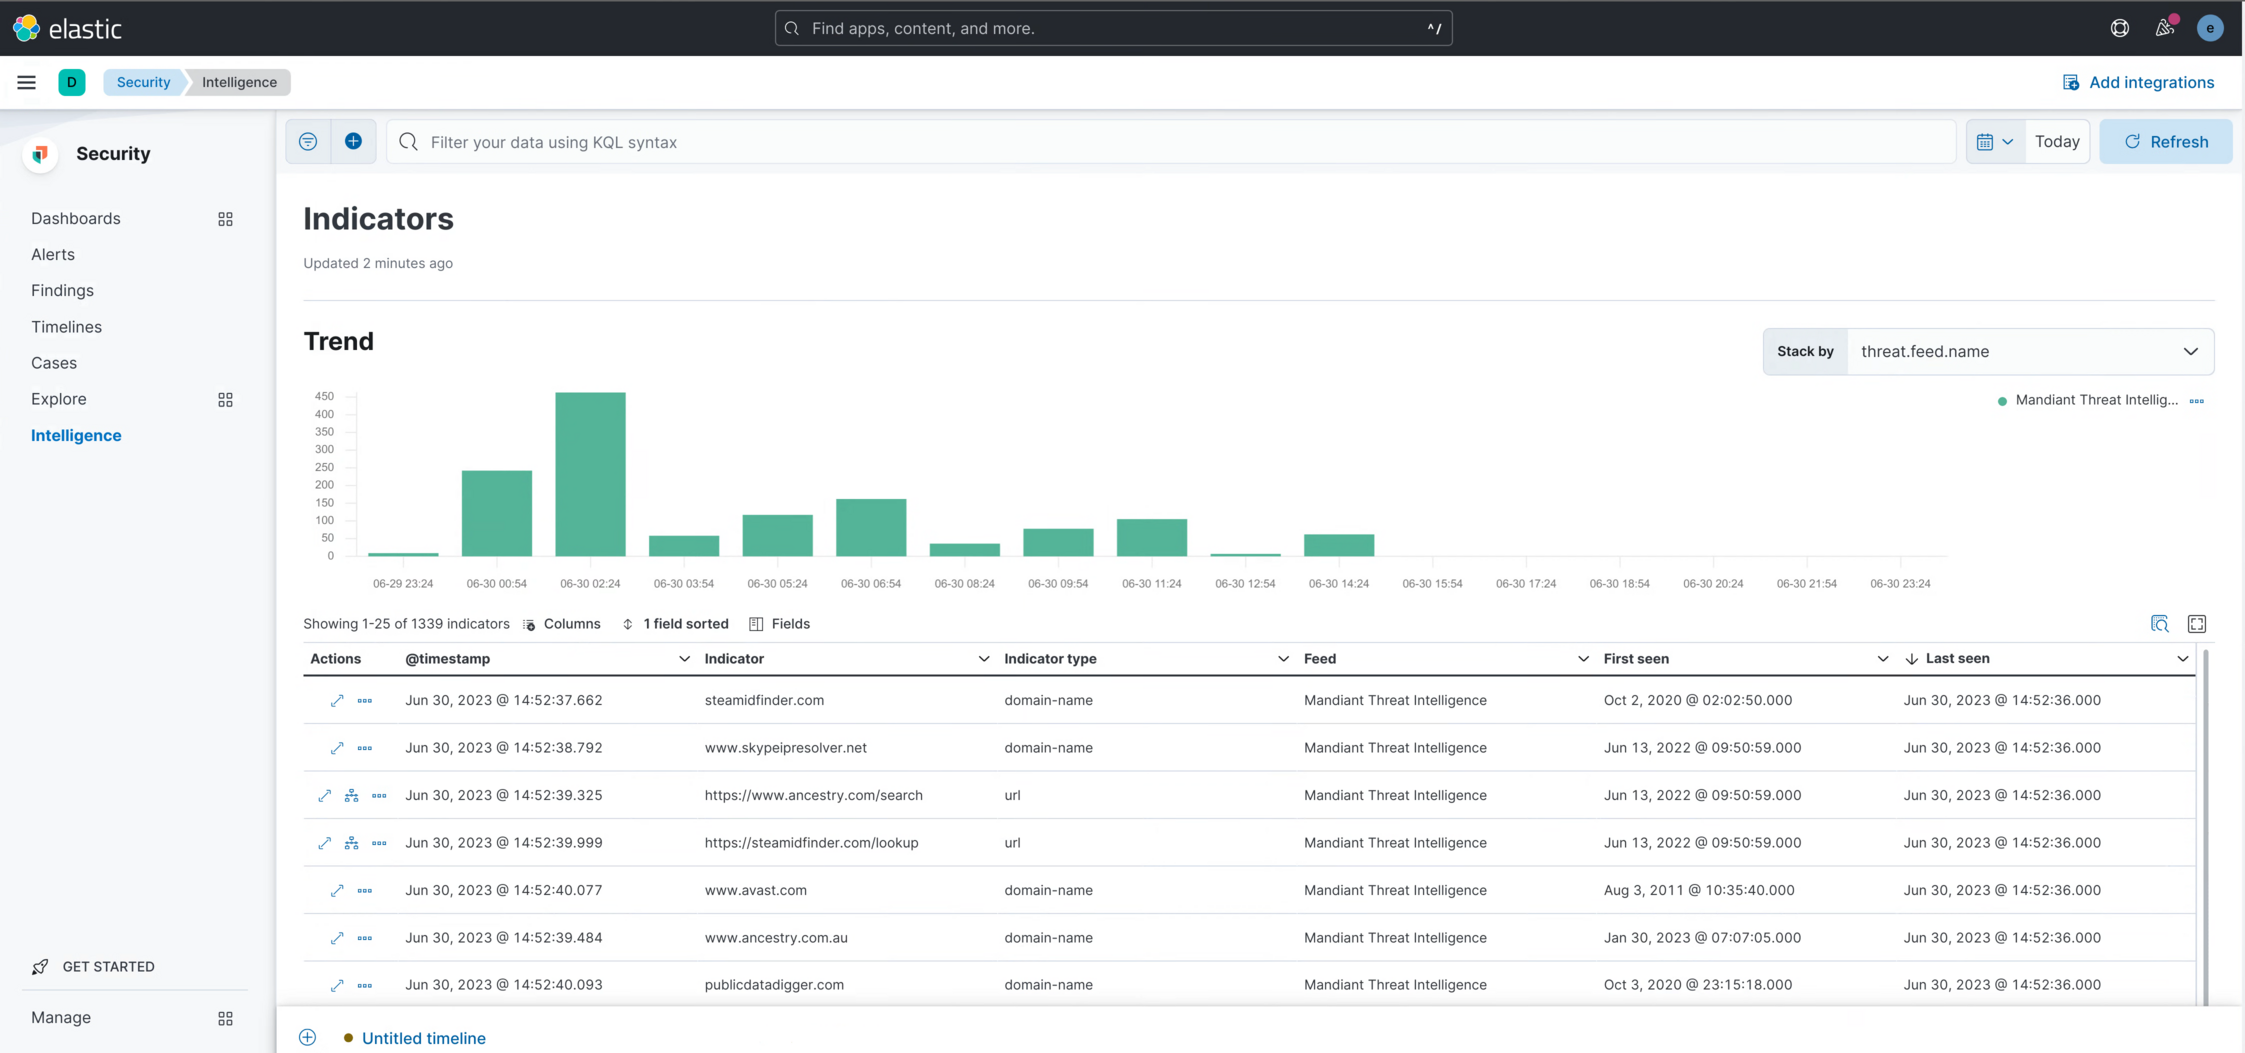 elastic
Find apps, content, and more.
^/
e
D
Security
Intelligence
Add integrations
Security
Filter your data using KQL syntax
Today
Refresh
Dashboards
Alerts
Findings
Timelines
Cases
Explore
Intelligence
GET STARTED
Manage
Indicators
Updated 2 minutes ago
Trend
Stack by
threat.feed.name
Mandiant Threat Intellig...
450
400
350
300
250
200
150
100
50
0
06-29 23:24
06-30 00:54
06-30 02:24
06-30 03:54
06-30 05:24
06-30 06:54
06-30 08:24
06-30 09:54
06-30 11:24
06-30 12:54
06-30 14:24
06-30 15:54
06-30 17:24
06-30 18:54
06-30 20:24
06-30 21:54
06-30 23:24
Showing 1-25 of 1339 indicators
Columns
1 field sorted
Fields
Actions @timestamp Indicator Indicator type Feed First seen Last seen
Jun 30, 2023 @ 14:52:37.662 steamidfinder.com domain-name Mandiant Threat Intelligence Oct 2, 2020 @ 02:02:50.000 Jun 30, 2023 @ 14:52:36.000
Jun 30, 2023 @ 14:52:38.792 www.skypeipresolver.net domain-name Mandiant Threat Intelligence Jun 13, 2022 @ 09:50:59.000 Jun 30, 2023 @ 14:52:36.000
Jun 30, 2023 @ 14:52:39.325 https://www.ancestry.com/search url Mandiant Threat Intelligence Jun 13, 2022 @ 09:50:59.000 Jun 30, 2023 @ 14:52:36.000
Jun 30, 2023 @ 14:52:39.999 https://steamidfinder.com/lookup url Mandiant Threat Intelligence Jun 13, 2022 @ 09:50:59.000 Jun 30, 2023 @ 14:52:36.000
Jun 30, 2023 @ 14:52:40.077 www.avast.com domain-name Mandiant Threat Intelligence Aug 3, 2011 @ 10:35:40.000 Jun 30, 2023 @ 14:52:36.000
Jun 30, 2023 @ 14:52:39.484 www.ancestry.com.au domain-name Mandiant Threat Intelligence Jan 30, 2023 @ 07:07:05.000 Jun 30, 2023 @ 14:52:36.000
Jun 30, 2023 @ 14:52:40.093 publicdatadigger.com domain-name Mandiant Threat Intelligence Oct 3, 2020 @ 23:15:18.000 Jun 30, 2023 @ 14:52:36.000
Untitled timeline